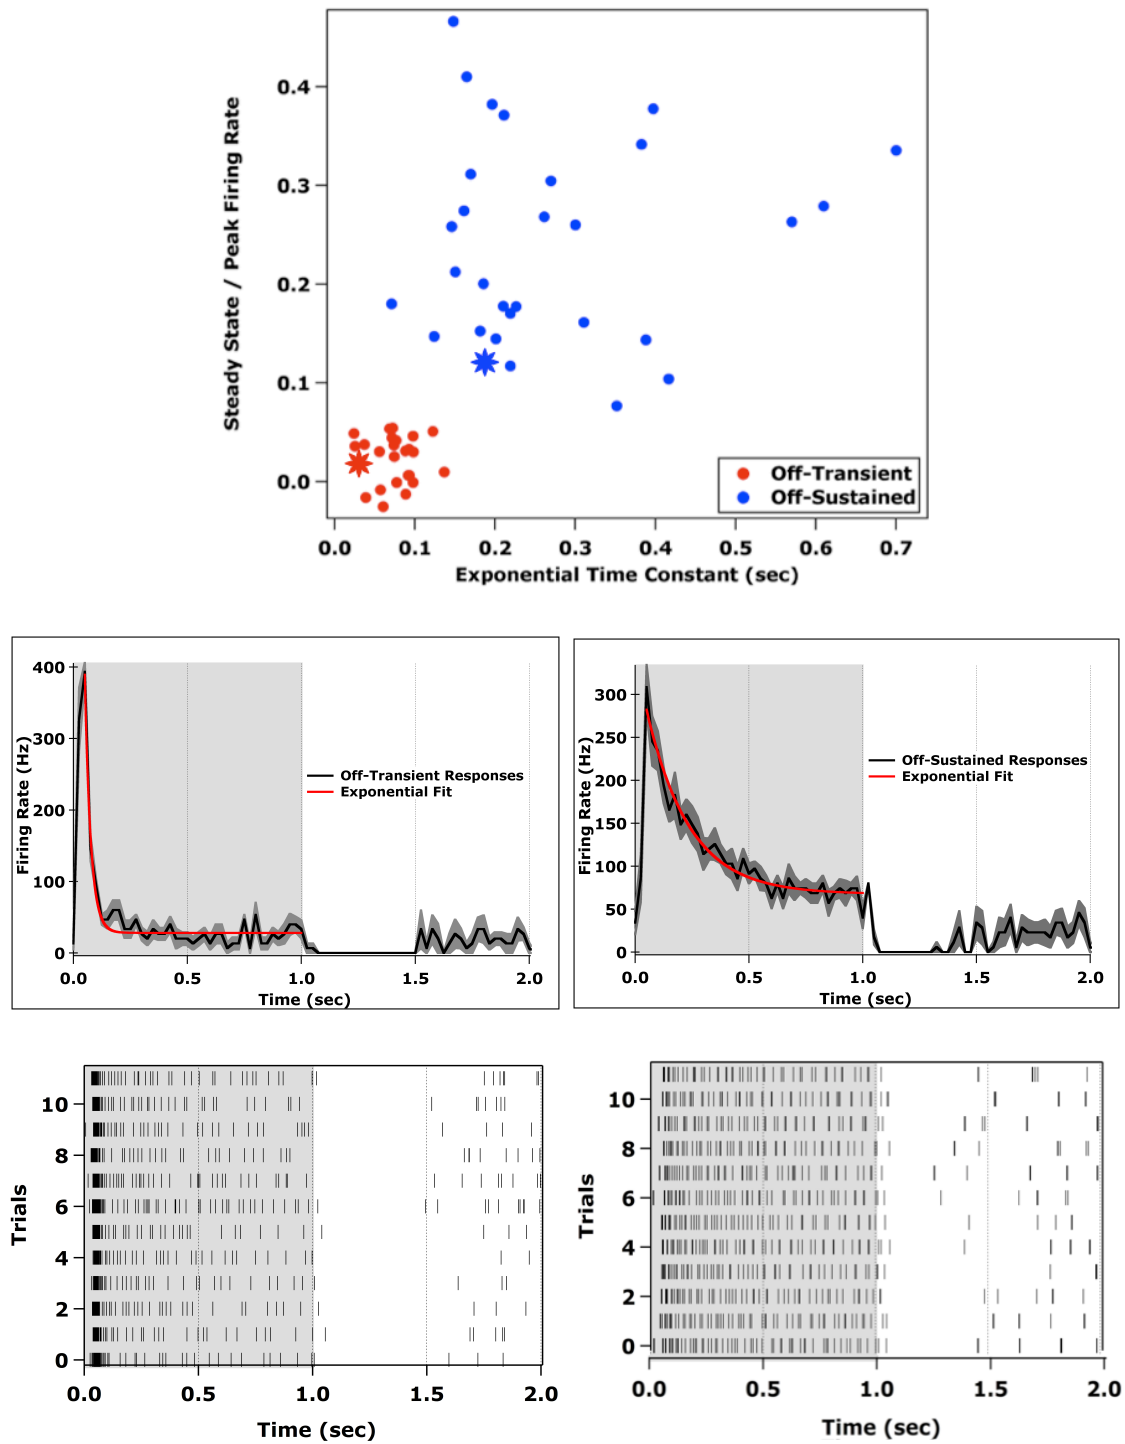 Steady State / Peak Firing Rate
0.4
0.3
0.2
0.1
0.0
Off-Transient
Off-Sustained
0.0 0.1 0.2 0.3 0.4 0.5 0.6 0.7
Exponential Time Constant (sec)
Firing Rate (Hz)
400
300
200
100
0
Off-Transient Responses
Exponential Fit
0.0 0.5 1.0 1.5 2.0
Time (sec)
Firing Rate (Hz)
300
250
200
150
100
50
0
Off-Sustained Responses
Exponential Fit
0.0 0.5 1.0 1.5 2.0
Time (sec)
Trials
10
8
6
4
2
0
0.0 0.5 1.0 1.5 2.0
Time (sec)
Trials
10
8
6
4
2
0
0.0 0.5 1.0 1.5 2.0
Time (sec)